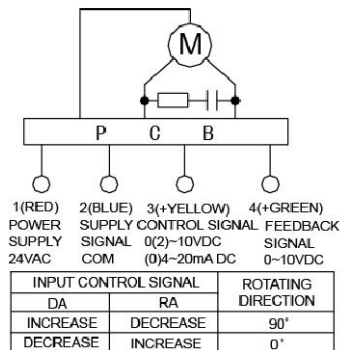 M
P C B
1(RED) 2(BLUE) 3(+YELLOW) 4(+GREEN)
POWER SUPPLY CONTROL SIGNAL FEEDBACK
SUPPLY SIGNAL 0(2)~10VDC SIGNAL
24VAC COM (0)4~20mA DC 0~10VDC
INPUT CONTROL SIGNAL ROTATING DIRECTION
DA RA
INCREASE DECREASE 90°
DECREASE INCREASE 0°